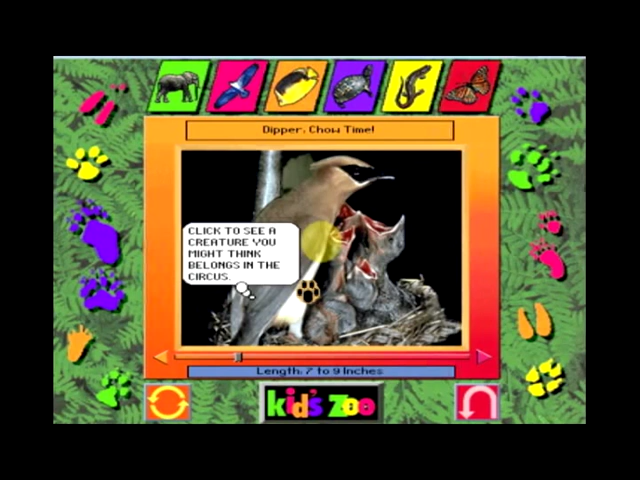 Dipper, Chow Time!
CLICK TO SEE A
CREATURE YOU
MIGHT THINK
BELONGS IN THE
CIRCUS.
Length: 7 to 9 Inches
kid's Zoo